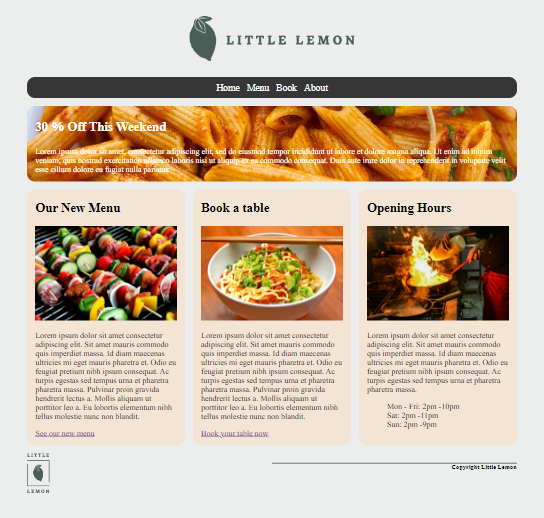 LITTLE LEMON
Home Menu Book About
30 % Off This Weekend
Lorem ipsum dolor sit amet, consectetur adipiscing elit, sed do eiusmod tempor incididunt ut labore et dolore magna aliqua. Ut enim ad minim
veniam, quis nostrud exercitation ullamco laboris nisi ut aliquip ex ea commodo consequat. Duis aute irure dolor in reprehenderit in voluptate velit
esse cillum dolore eu fugiat nulla pariatur.
Our New Menu
Lorem ipsum dolor sit amet consectetur
adipiscing elit. Sit amet mauris commodo
quis imperdiet massa. Id diam maecenas
ultricies mi eget mauris pharetra et. Odio eu
feugiat pretium nibh ipsum consequat. Ac
turpis egestas sed tempus urna et pharetra
pharetra massa. Pulvinar proin gravida
hendrerit lectus a. Mollis aliquam ut
porttitor leo a. Eu lobortis elementum nibh
tellus molestie nunc non blandit.
See our new menu
Book a table
Lorem ipsum dolor sit amet consectetur
adipiscing elit. Sit amet mauris commodo
quis imperdiet massa. Id diam maecenas
ultricies mi eget mauris pharetra et. Odio eu
feugiat pretium nibh ipsum consequat. Ac
turpis egestas sed tempus urna et pharetra
pharetra massa. Pulvinar proin gravida
hendrerit lectus a. Mollis aliquam ut
porttitor leo a. Eu lobortis elementum nibh
tellus molestie nunc non blandit.
Book your table now
Opening Hours
Lorem ipsum dolor sit amet consectetur
adipiscing elit. Sit amet mauris commodo
quis imperdiet massa. Id diam maecenas
ultricies mi eget mauris pharetra et. Odio eu
feugiat pretium nibh ipsum consequat. Ac
turpis egestas sed tempus urna et pharetra
pharetra massa.
Mon - Fri: 2pm -10pm
Sat: 2pm -11pm
Sun: 2pm -9pm
LITTLE
LEMON
Copyright Little Lemon